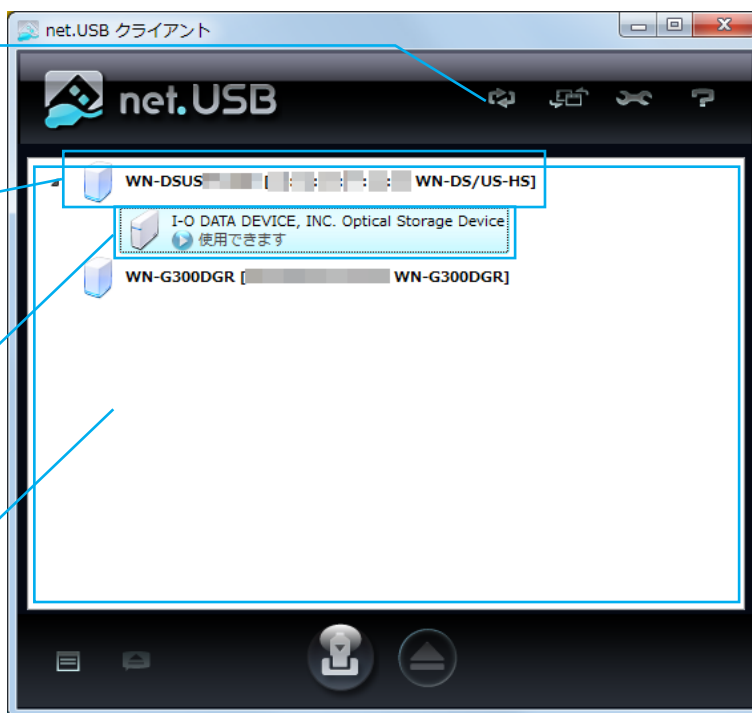 net.USB クライアント
net.USB
WN-DSUS [ : : : : : WN-DS/US-HS]
I-O DATA DEVICE, INC. Optical Storage Device
使用できます
WN-G300DGR [ WN-G300DGR]